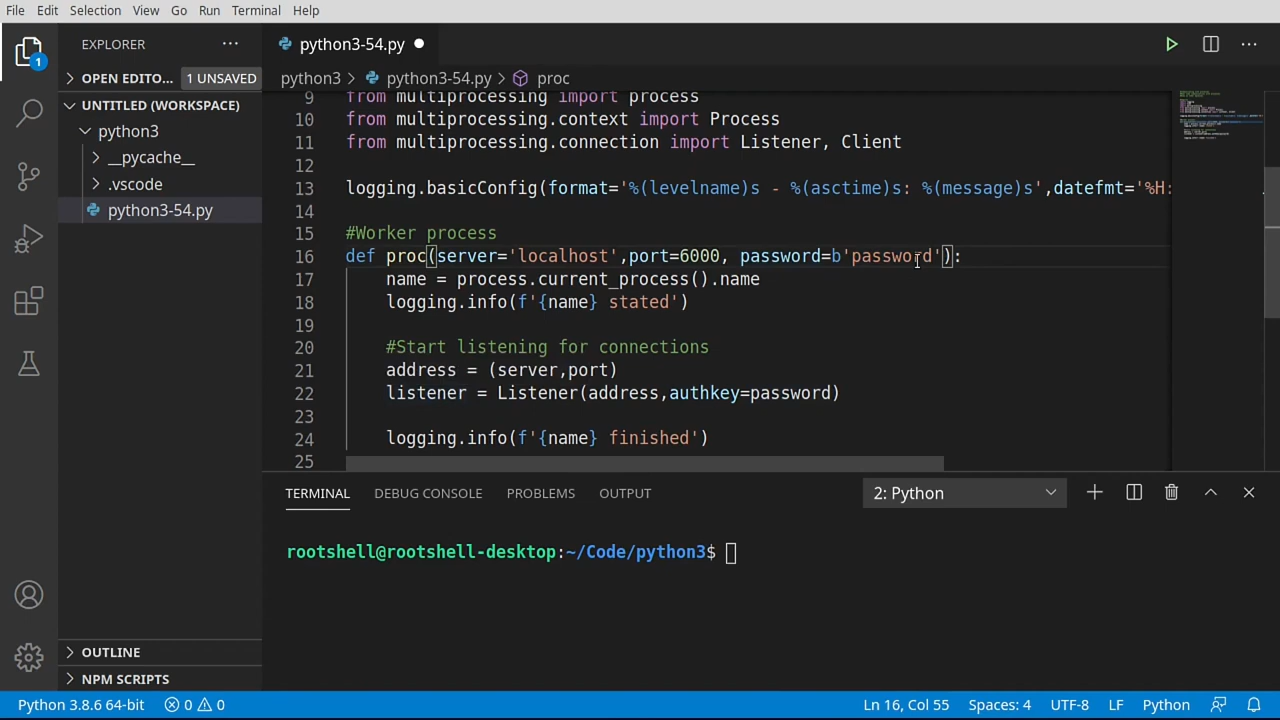 File Edit Selection View Go Run Terminal Help
EXPLORER ···
python3-54.py
1
OPEN EDITO... 1 UNSAVED
python3 > python3-54.py > proc
UNTITLED (WORKSPACE)
python3
__pycache__
.vscode
python3-54.py
9 from multiprocessing import process
10 from multiprocessing.context import Process
11 from multiprocessing.connection import Listener, Client
12
13 logging.basicConfig(format='%(levelname)s - %(asctime)s: %(message)s',datefmt='%H:
14
15 #Worker process
16 def proc(server='localhost',port=6000, password=b'password'):
17 name = process.current_process().name
18 logging.info(f'{name} stated')
19
20 #Start listening for connections
21 address = (server,port)
22 listener = Listener(address,authkey=password)
23
24 logging.info(f'{name} finished')
25
TERMINAL DEBUG CONSOLE PROBLEMS OUTPUT 2: Python
rootshell@rootshell-desktop:~/Code/python3$
OUTLINE
NPM SCRIPTS
Python 3.8.6 64-bit 0 0 Ln 16, Col 55 Spaces: 4 UTF-8 LF Python